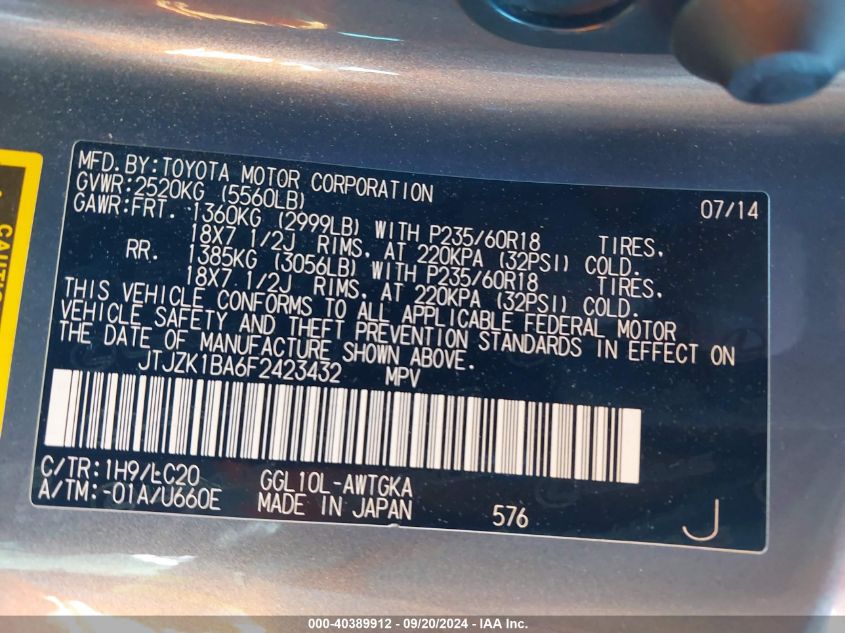 MFD. BY: TOYOTA MOTOR CORPORATION 07/14
GVWR: 2520KG (5560LB)
GAWR: FRT. 1360KG (2999LB) WITH P235/60R18 TIRES,
18X7 1/2J RIMS, AT 220KPA (32PSI) COLD.
RR. 1385KG (3056LB) WITH P235/60R18 TIRES,
18X7 1/2J RIMS, AT 220KPA (32PSI) COLD.
THIS VEHICLE CONFORMS TO ALL APPLICABLE FEDERAL MOTOR
VEHICLE SAFETY AND THEFT PREVENTION STANDARDS IN EFFECT ON
THE DATE OF MANUFACTURE SHOWN ABOVE.
JTJZK1BA6F2423432 MPV
C/TR: 1H9/LC20 GGL10L-AWTGKA
A/TM: -01A/U660E MADE IN JAPAN 576 J
000-40389912 - 09/20/2024 - IAA Inc.